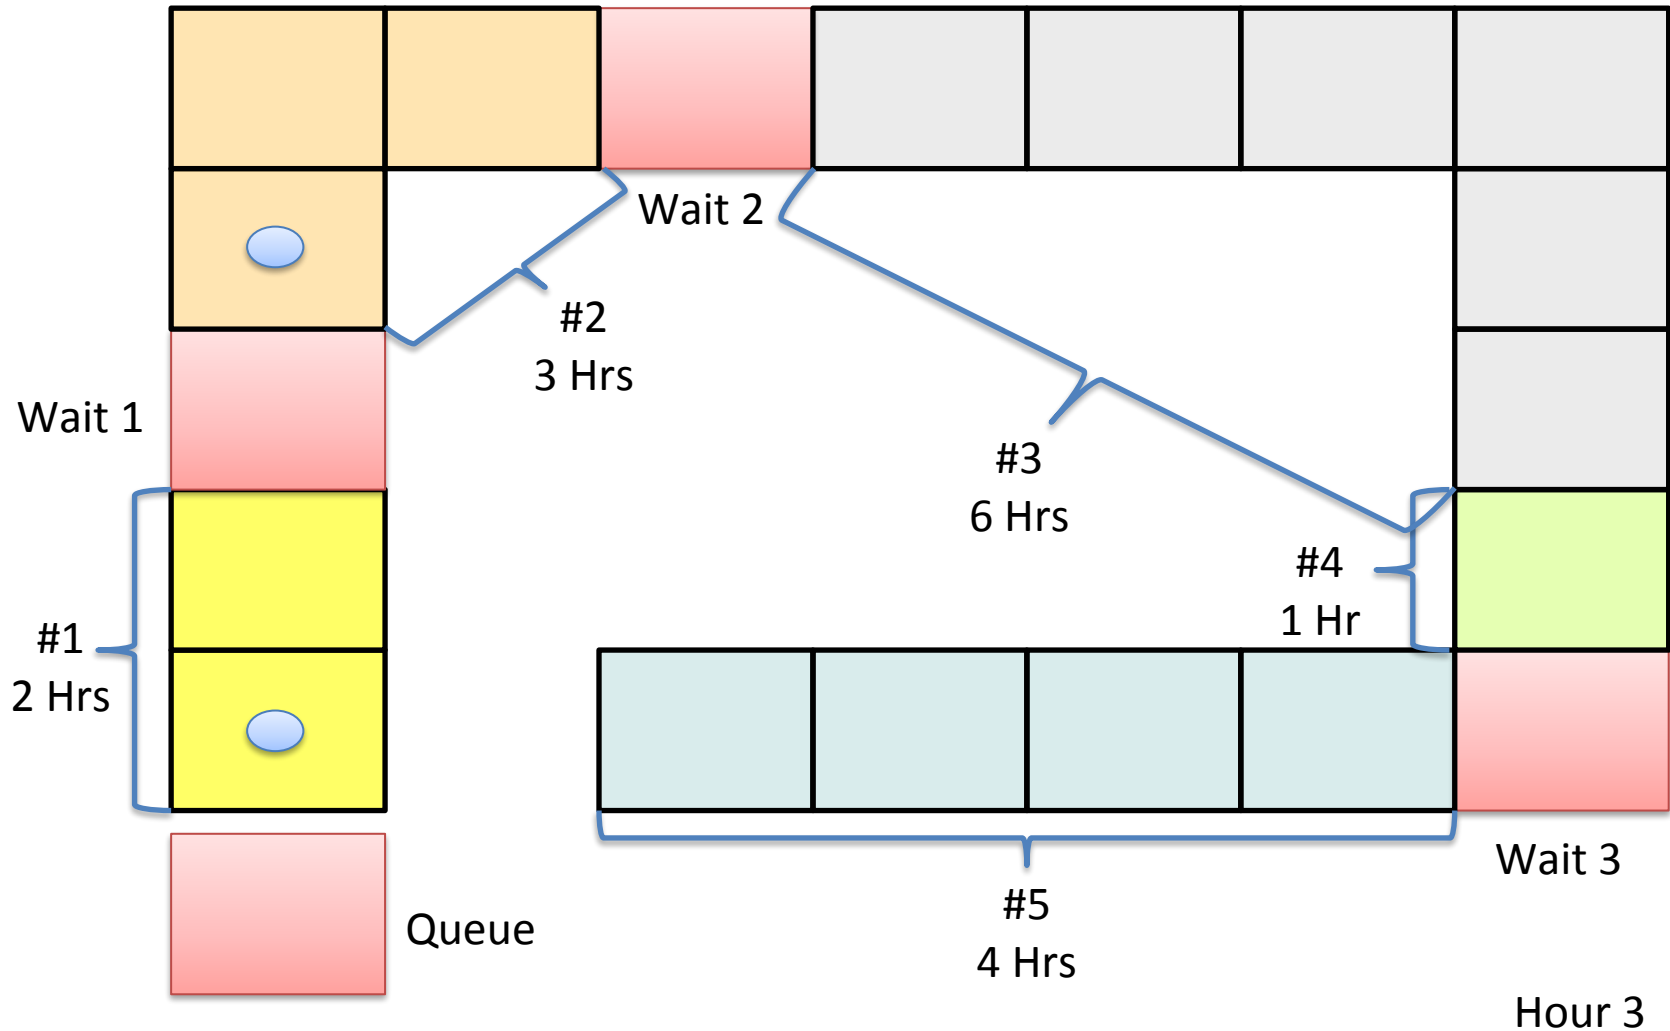 Wait 2
#2
3 Hrs
Wait 1
#3
6 Hrs
#4
1 Hr
#1
2 Hrs
Wait 3
#5
4 Hrs
Queue
Hour 3